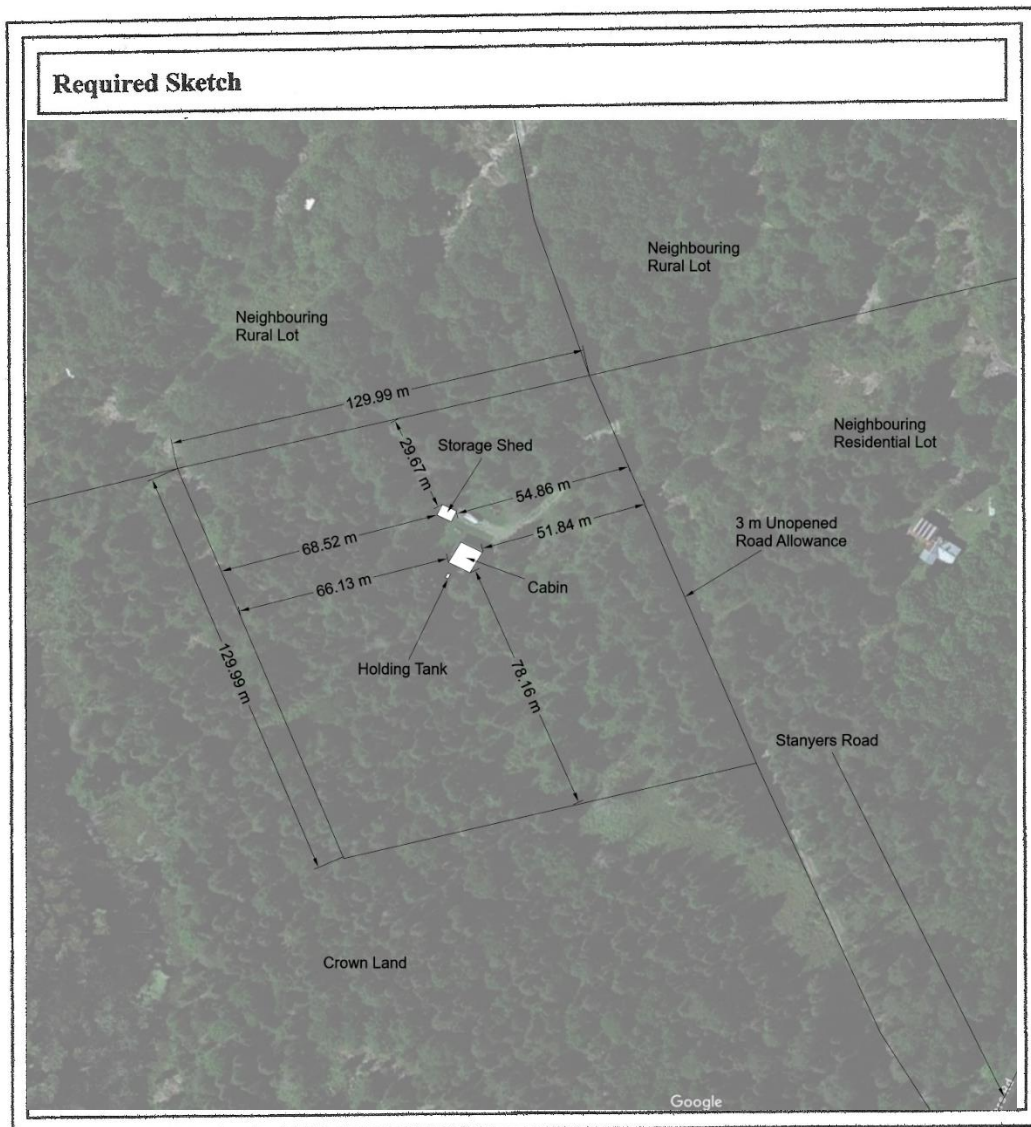 Required Sketch
Neighbouring
Rural Lot
Neighbouring
Rural Lot
129.99 m
Neighbouring
Residential Lot
29.67 m
Storage Shed
54.86 m
68.52 m
51.84 m
3 m Unopened
Road Allowance
66.13 m
Cabin
Holding Tank
129.99 m
78.16 m
Stanyers Road
Crown Land
Google